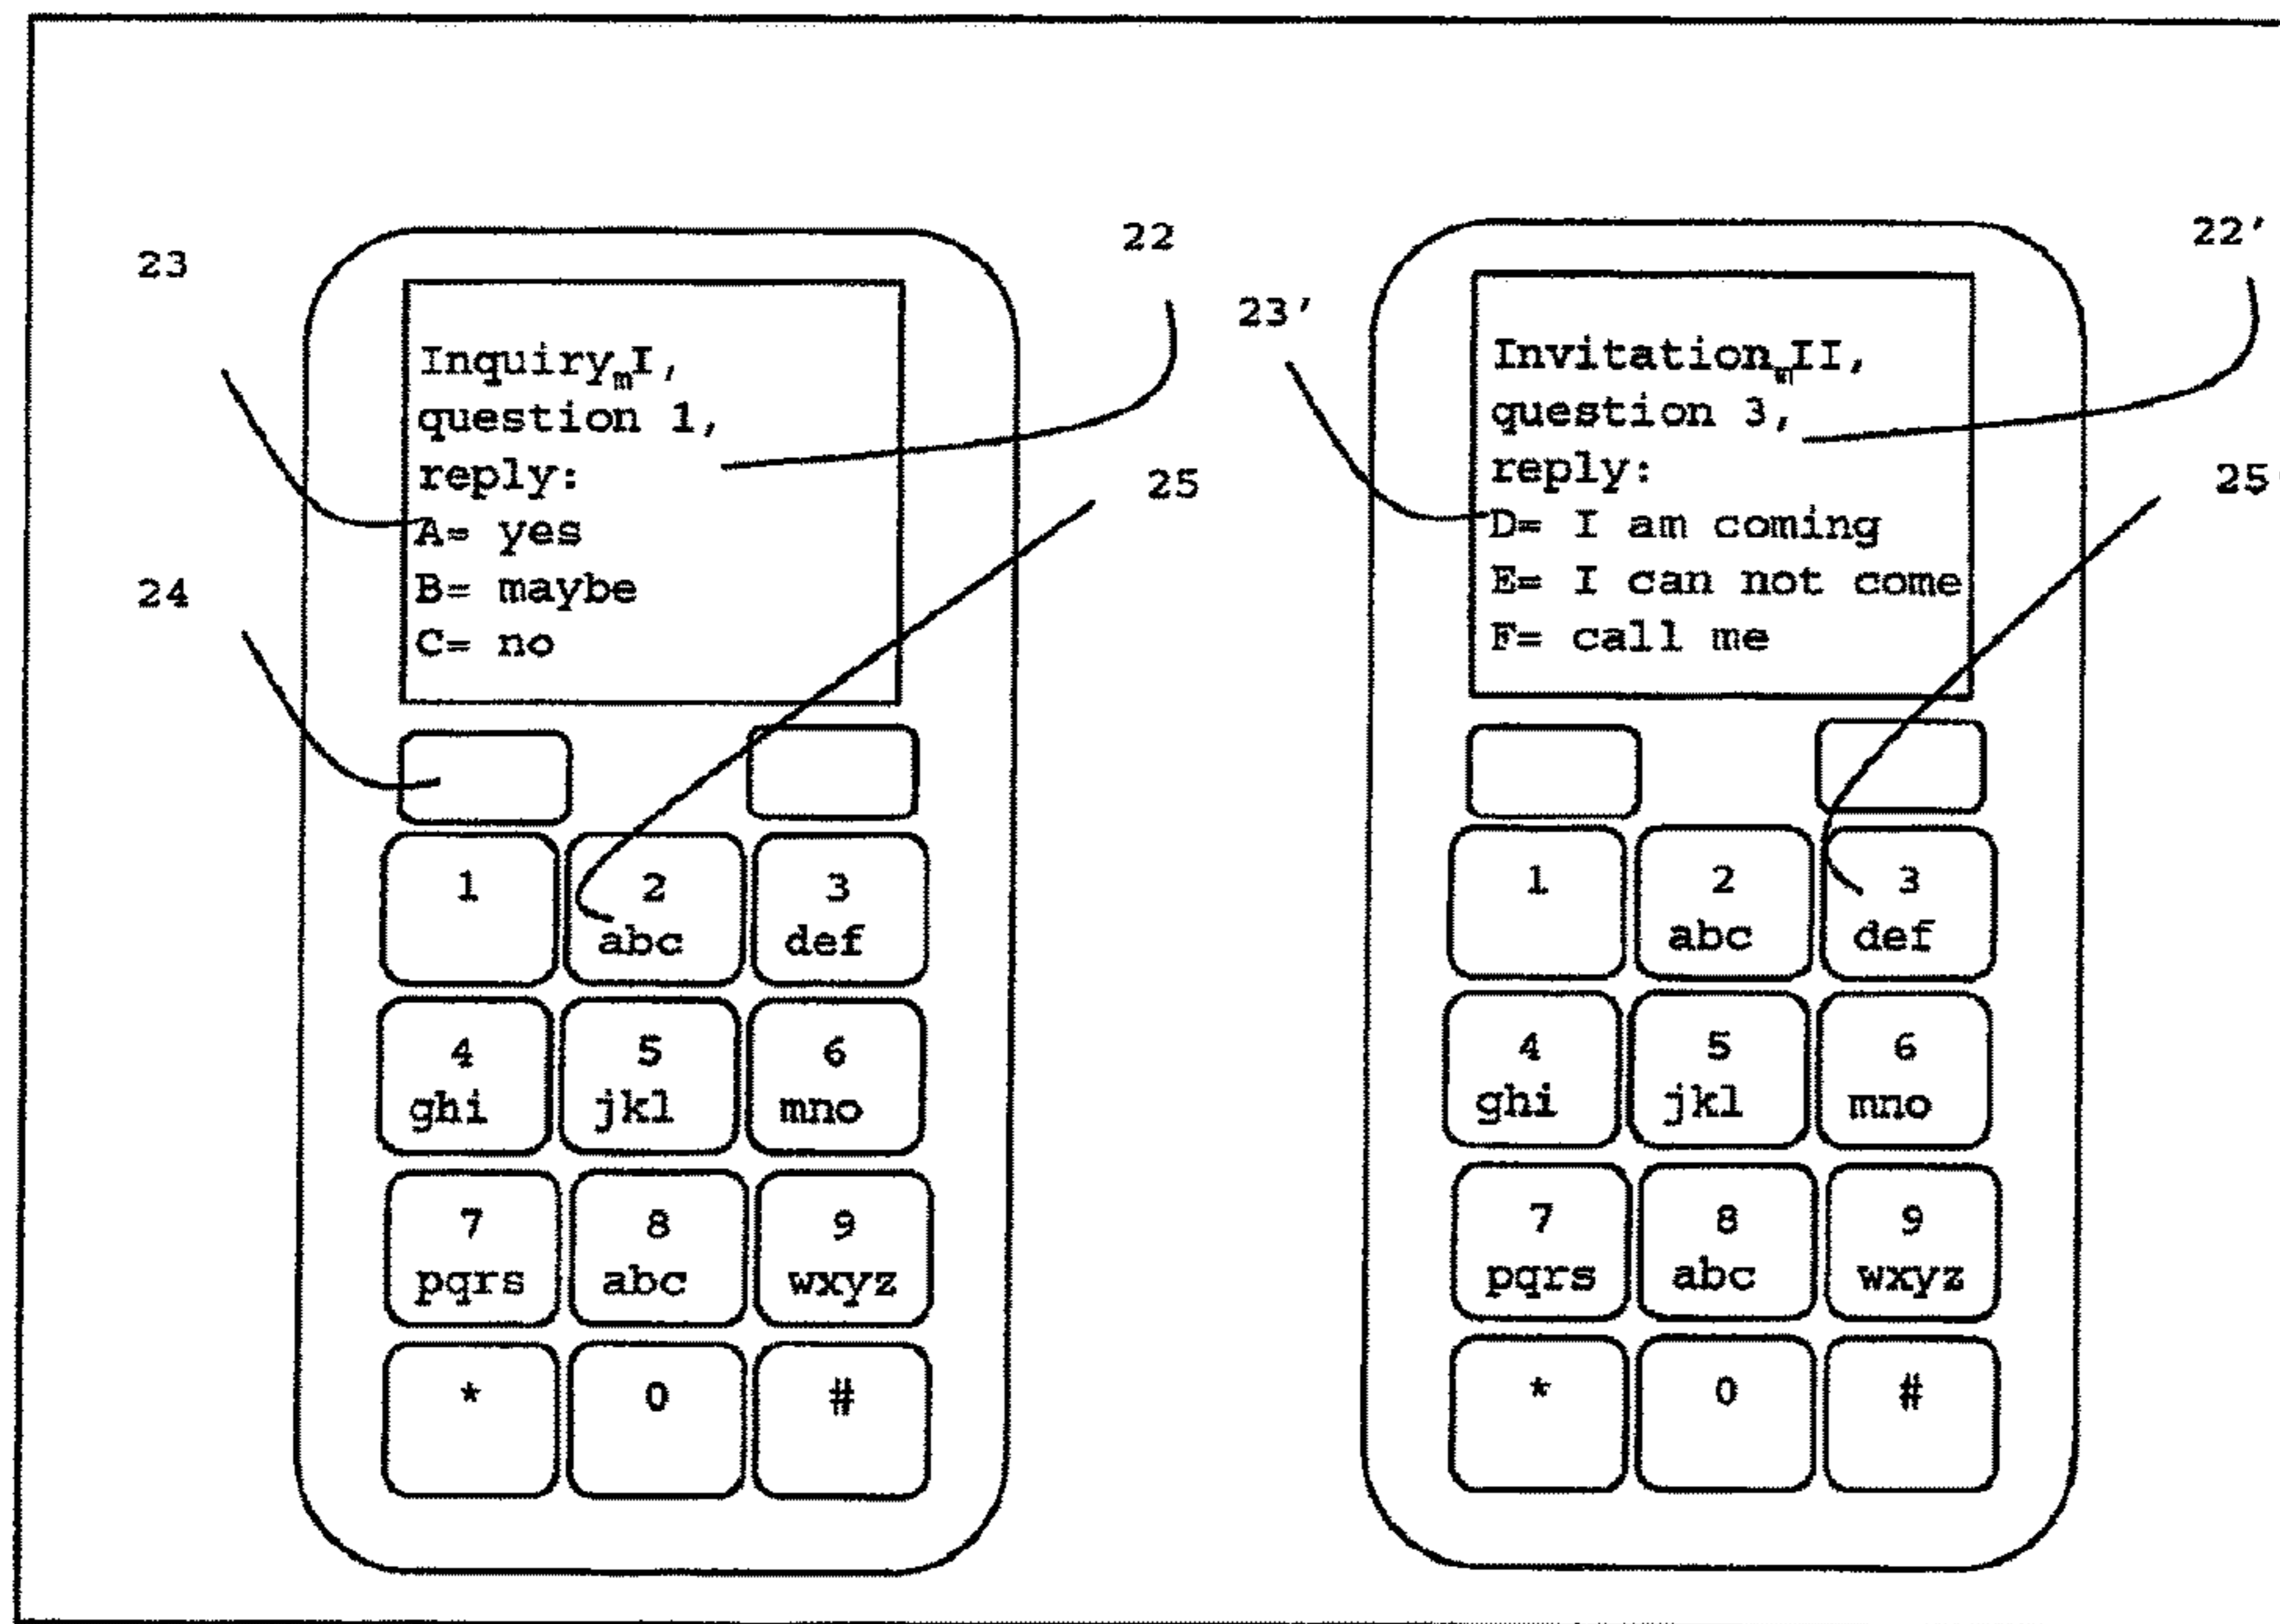 23
22
Inquiry m I,
question 1,
reply:
A= yes
B= maybe
C= no
25
24
1
2
abc
3
def
4
ghi
5
jkl
6
mno
7
pqrs
8
abc
9
wxyz
*
0
#
22'
23'
Invitation m II,
question 3,
reply:
D= I am coming
E= I can not come
F= call me
25'
1
2
abc
3
def
4
ghi
5
jkl
6
mno
7
pqrs
8
abc
9
wxyz
*
0
#